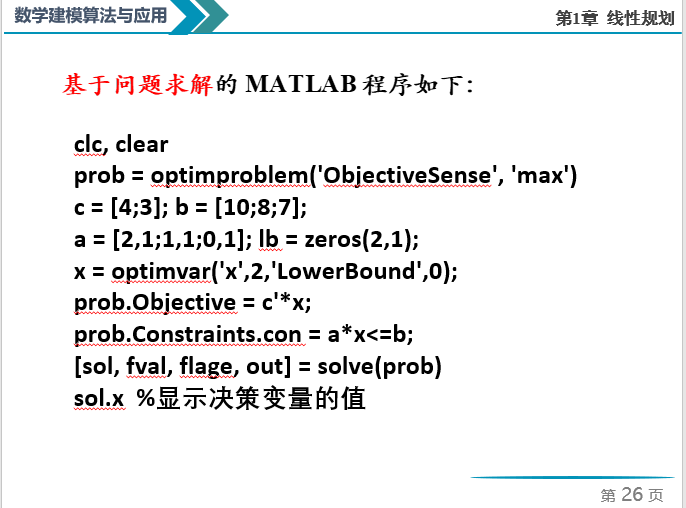 数学建模算法与应用
第1章 线性规划
基于问题求解的 MATLAB 程序如下：
clc, clear
prob = optimproblem('ObjectiveSense', 'max')
c = [4;3]; b = [10;8;7];
a = [2,1;1,1;0,1]; lb = zeros(2,1);
x = optimvar('x',2,'LowerBound',0);
prob.Objective = c'*x;
prob.Constraints.con = a*x<=b;
[sol, fval, flage, out] = solve(prob)
sol.x %显示决策变量的值
第 26 页